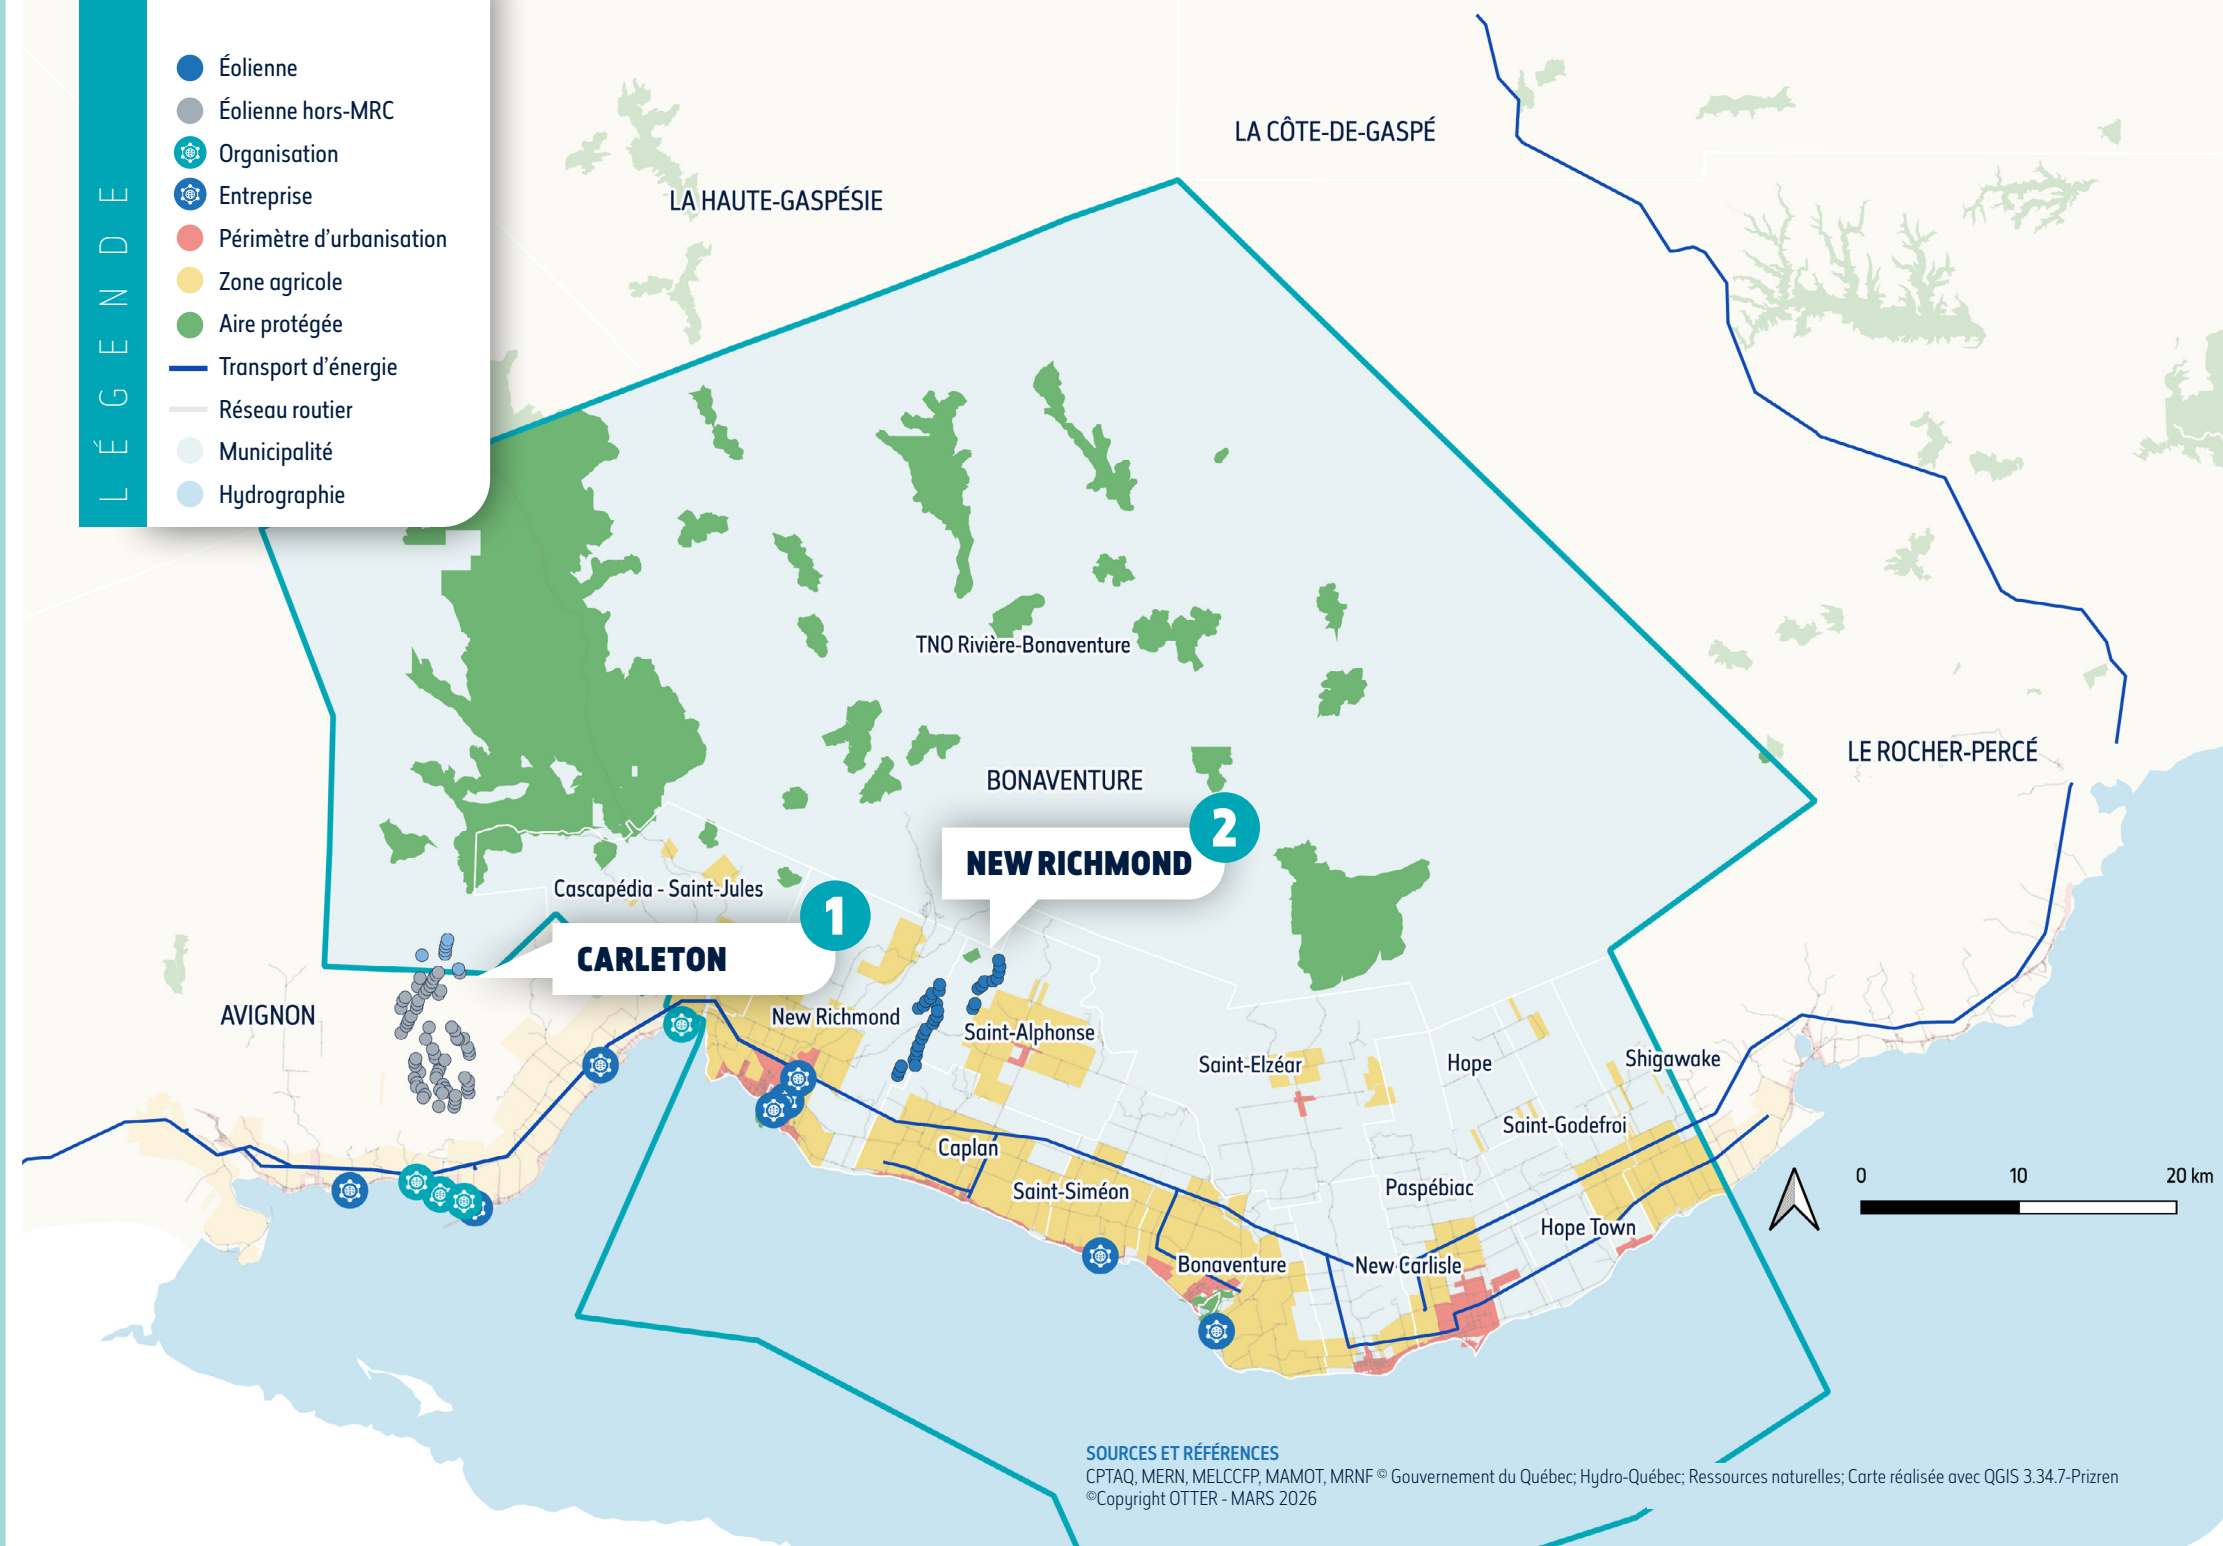 LÉGENDE
Éolienne
Éolienne hors-MRC
Organisation
Entreprise
Périmètre d'urbanisation
Zone agricole
Aire protégée
Transport d'énergie
Réseau routier
Municipalité
Hydrographie
LA CÔTE-DE-GASPÉ
LA HAUTE-GASPÉSIE
TNO Rivière-Bonaventure
LE ROCHER-PERCÉ
BONAVENTURE
2
NEW RICHMOND
Cascapédia - Saint-Jules
1
CARLETON
AVIGNON
New Richmond
Saint-Alphonse
Saint-Elzéar
Hope
Shigawake
Saint-Godefroi
Caplan
Saint-Siméon
Paspébiac
Hope Town
Bonaventure
New Carlisle
0 10 20 km
SOURCES ET RÉFÉRENCES
CPTAQ, MERN, MELCCFP, MAMOT, MRNF © Gouvernement du Québec; Hydro-Québec; Ressources naturelles; Carte réalisée avec QGIS 3.34.7-Prizren
©Copyright OTTER - MARS 2026